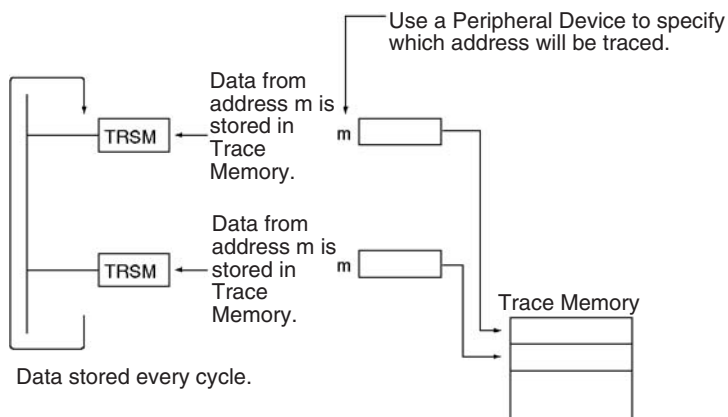 Use a Peripheral Device to specify
which address will be traced.
Data from
address m is
stored in
Trace
Memory.
TRSM
m
Data from
address m is
stored in
Trace
Memory.
TRSM
m
Trace Memory
Data stored every cycle.